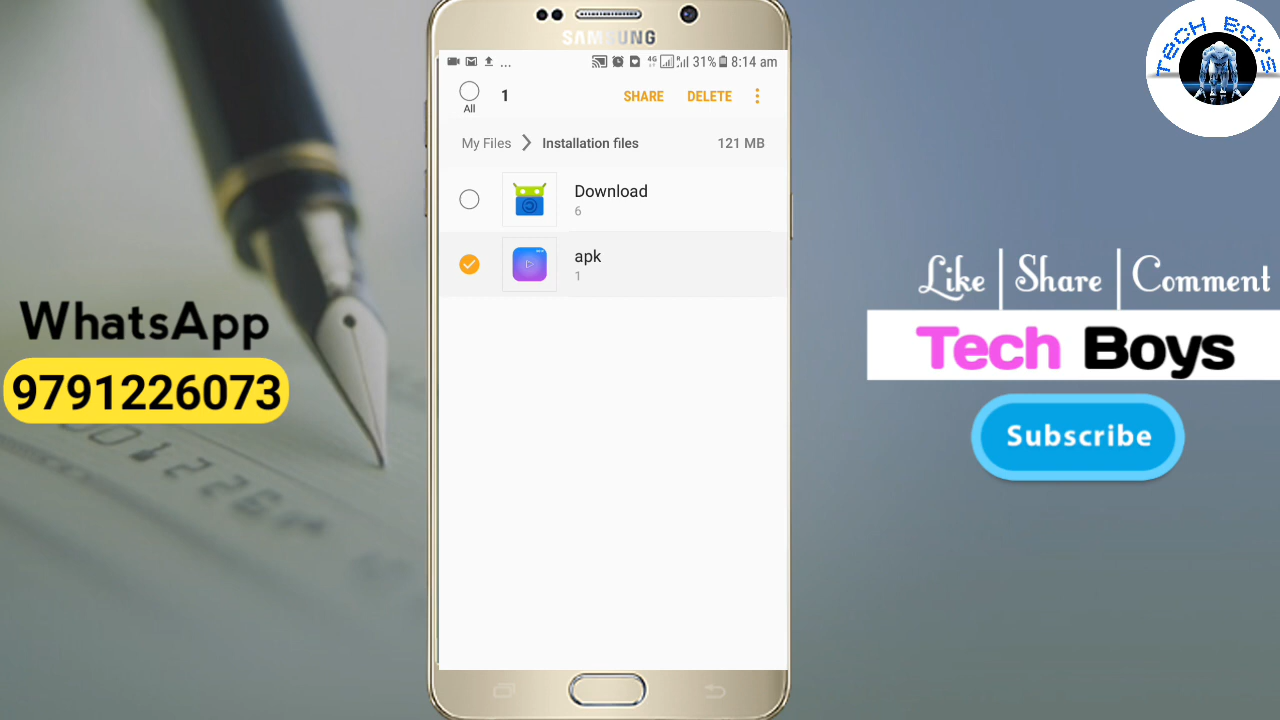 SAMSUNG
... 4G 31% 8:14 am
All 1 SHARE DELETE
My Files Installation files 121 MB
Download
6
apk
1
WhatsApp
9791226073
TECH BOYS
Like | Share | Comment
Tech Boys
Subscribe